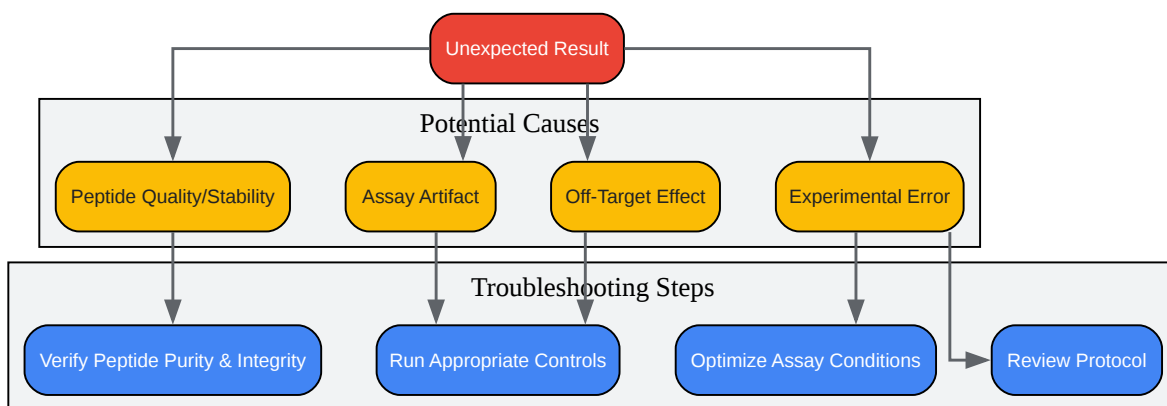 Unexpected Result
Potential Causes
Peptide Quality/Stability
Assay Artifact
Off-Target Effect
Experimental Error
Troubleshooting Steps
Verify Peptide Purity & Integrity
Run Appropriate Controls
Optimize Assay Conditions
Review Protocol